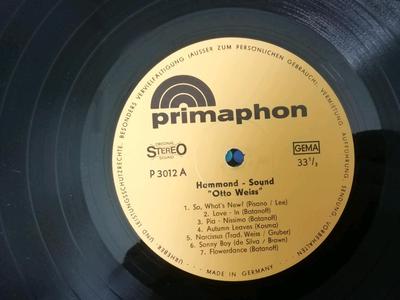 URHEBER- UND LEISTUNGSSCHUTZRECHTE. BESONDERS VERVIELFÄLTIGUNG (AUSSER ZUM PERSÖNLICHEN GEBRAUCH), VERMIETUNG AUFFÜHRUNG, SENDUNG VORBEHALTEN
primaphon
ORIGINAL
STEREO
SOUND
GEMA
P 3012 A
33 1/3
Hammond - Sound
"Otto Weiss"
1. So, What's New! (Pisano / Lee)
2. Love - In (Batanoff)
3. Pia - Nissimo (Batanoff)
4. Autumn Leaves (Kosma)
5. Narcissus (Trad. Weiss / Gruber)
6. Sonny Boy (de Silva / Brown)
7. Flowerdance (Batanoff)
MADE IN GERMANY